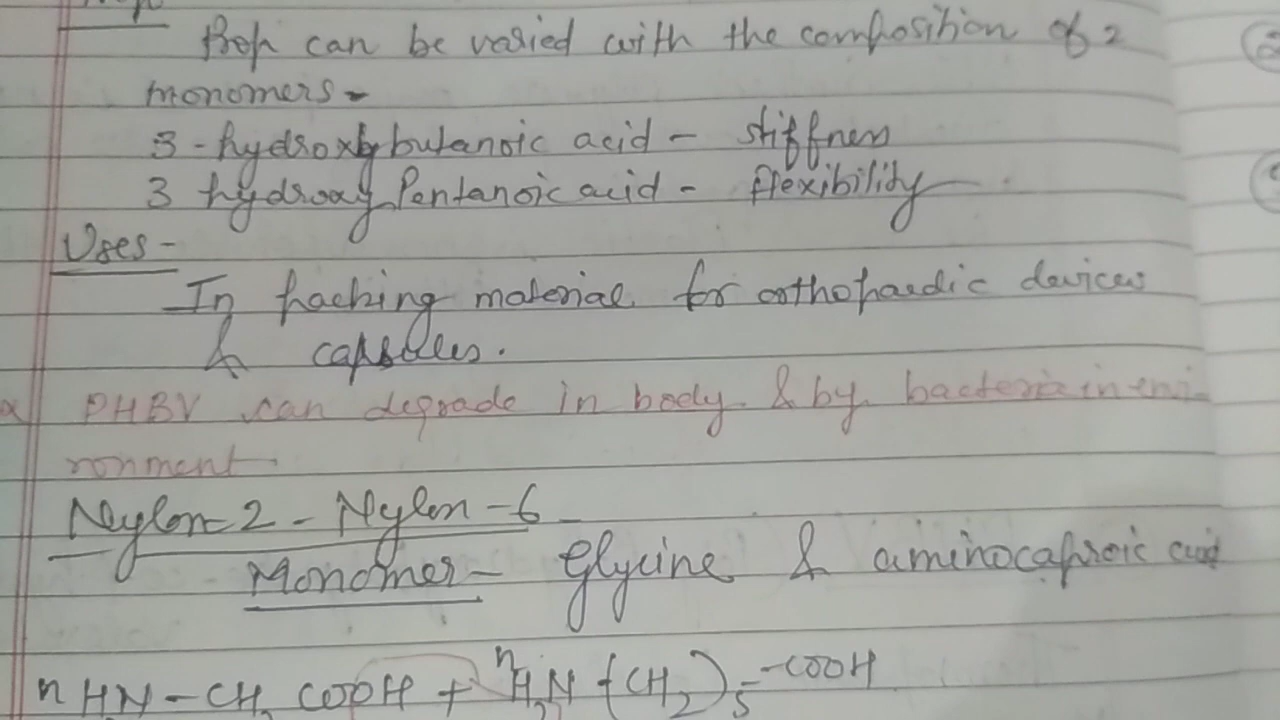 Prop can be varied with the composition of 2
monomers -
3-hydroxybutanoic acid - stiffness
3 hydroxy Pentanoic acid - flexibility
Uses -
In packing material for orthopaedic devices
& capsules.
PHBV can degrade in body & by bacteria in envi-
ronment
Nylon-2 - Nylon-6
Monomer - Glycine & aminocaproic acid
n H2N - CH2 COOH + n H2N -(CH2)5 -COOH